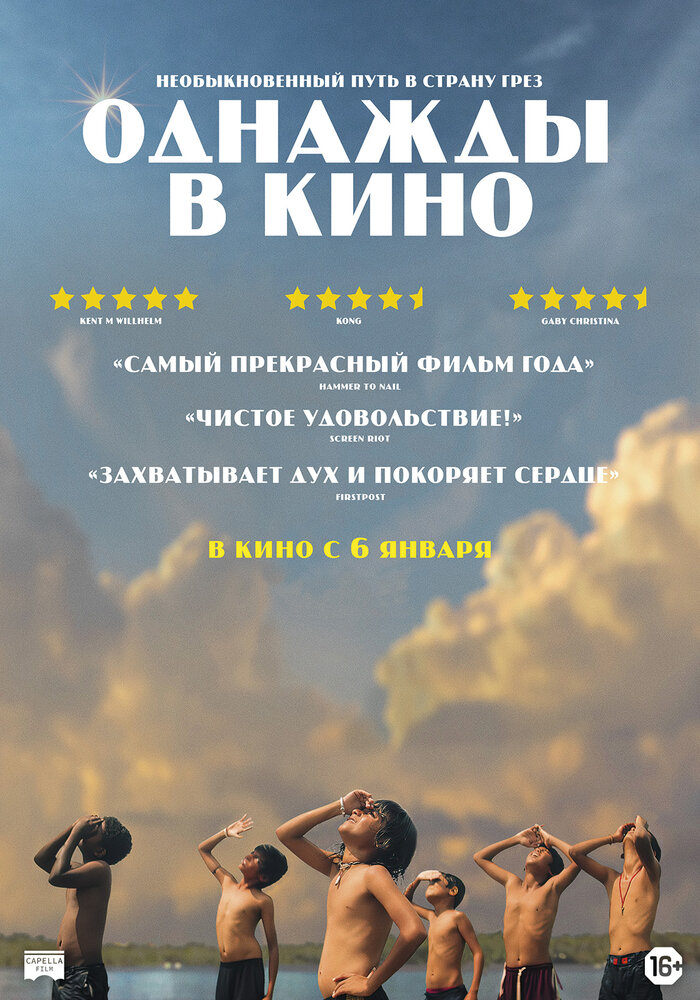 НЕОБЫКНОВЕННЫЙ ПУТЬ В СТРАНУ ГРЕЗ
ОДНАЖДЫ
В КИНО
KENT M WILLHELM
KONG
GABY CHRISTINA
«САМЫЙ ПРЕКРАСНЫЙ ФИЛЬМ ГОДА»
HAMMER TO NAIL
«ЧИСТОЕ УДОВОЛЬСТВИЕ!»
SCREEN RIOT
«ЗАХВАТЫВАЕТ ДУХ И ПОКОРЯЕТ СЕРДЦЕ»
FIRSTPOST
В КИНО С 6 ЯНВАРЯ
CAPELLA
FILM
16+